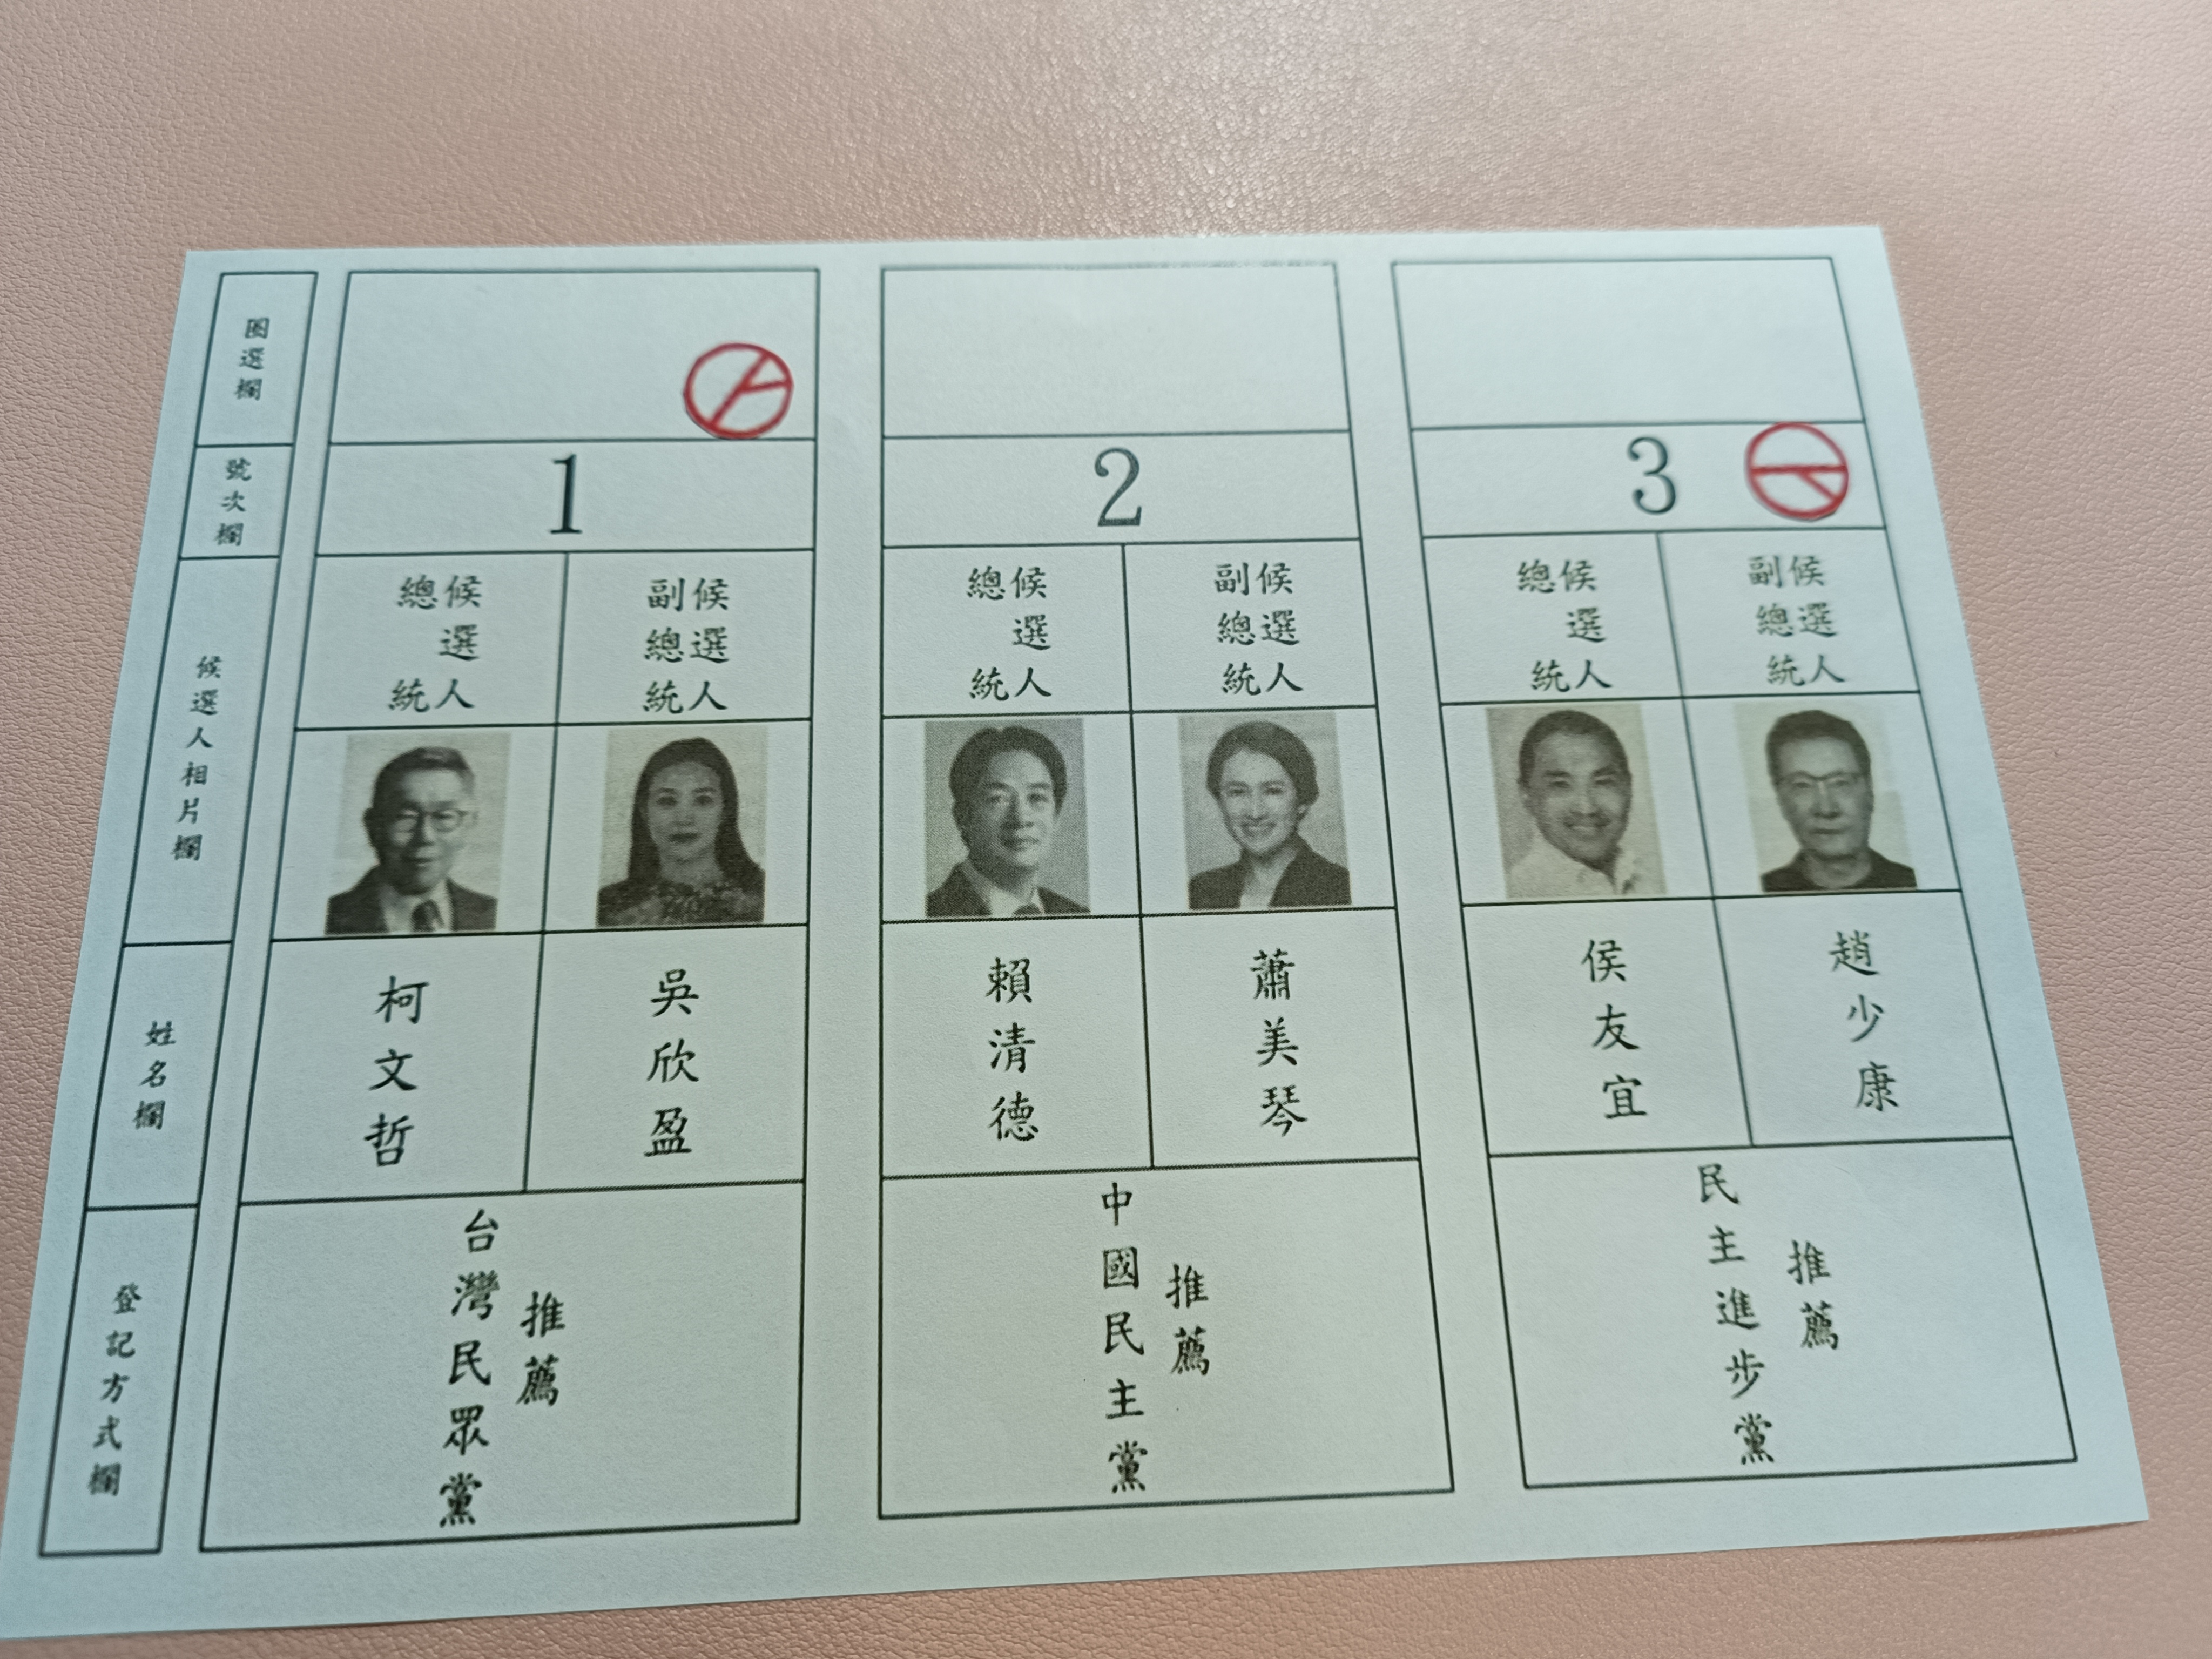 圈選欄
號次欄
候選人相片欄
姓名欄
登記方式欄
1
總統
候選人
副總統
候選人
柯文哲
吳欣盈
台灣民眾黨
推薦
2
總統
候選人
副總統
候選人
賴清德
蕭美琴
中國民主黨
推薦
3
總統
候選人
副總統
候選人
侯友宜
趙少康
民主進步黨
推薦